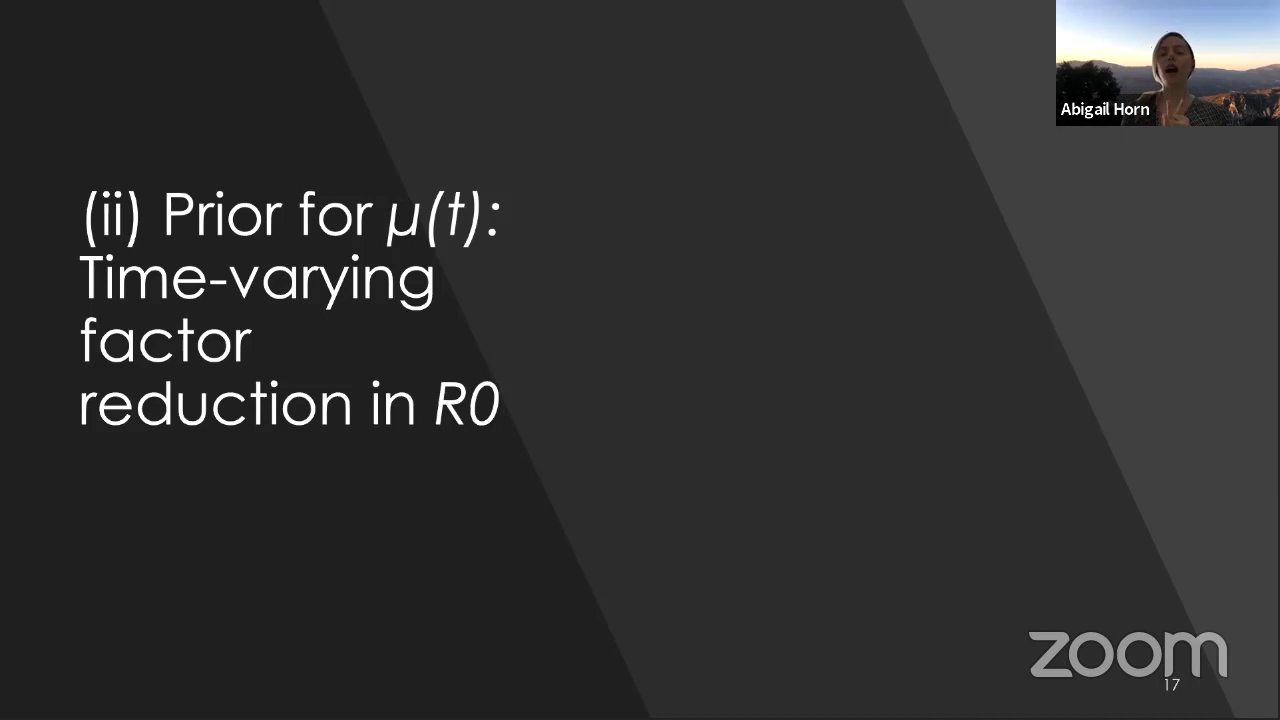 Abigail Horn
(ii) Prior for µ(t):
Time-varying
factor
reduction in R0
zoom
17